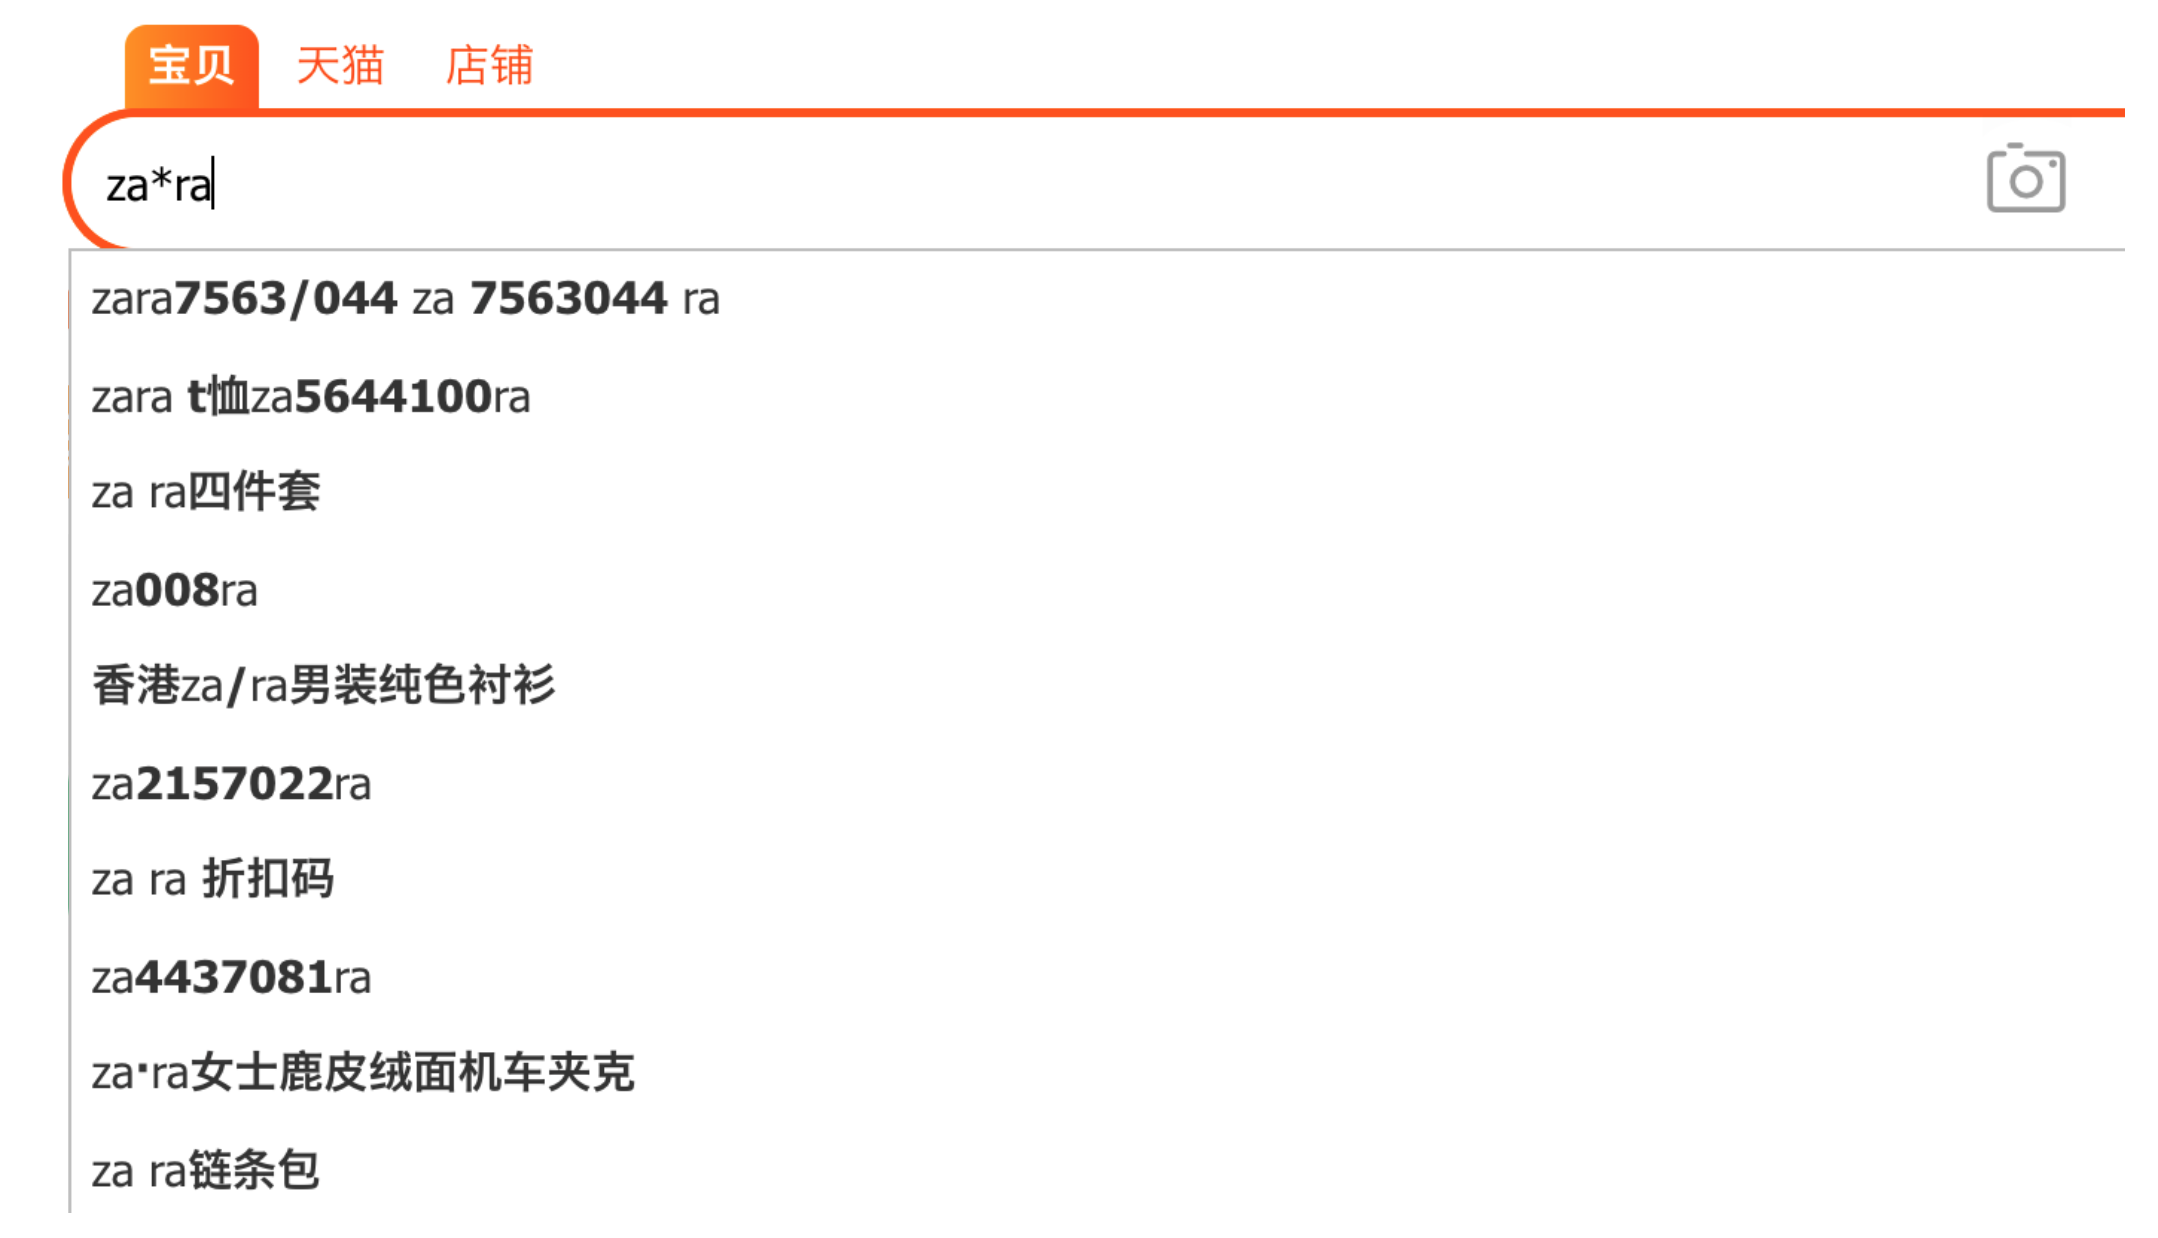 宝贝 天猫 店铺
za*ra
zara7563/044 za 7563044 ra
zara t恤za5644100ra
za ra四件套
za008ra
香港za/ra男装纯色衬衫
za2157022ra
za ra 折扣码
za4437081ra
za·ra女士鹿皮绒面机车夹克
za ra链条包